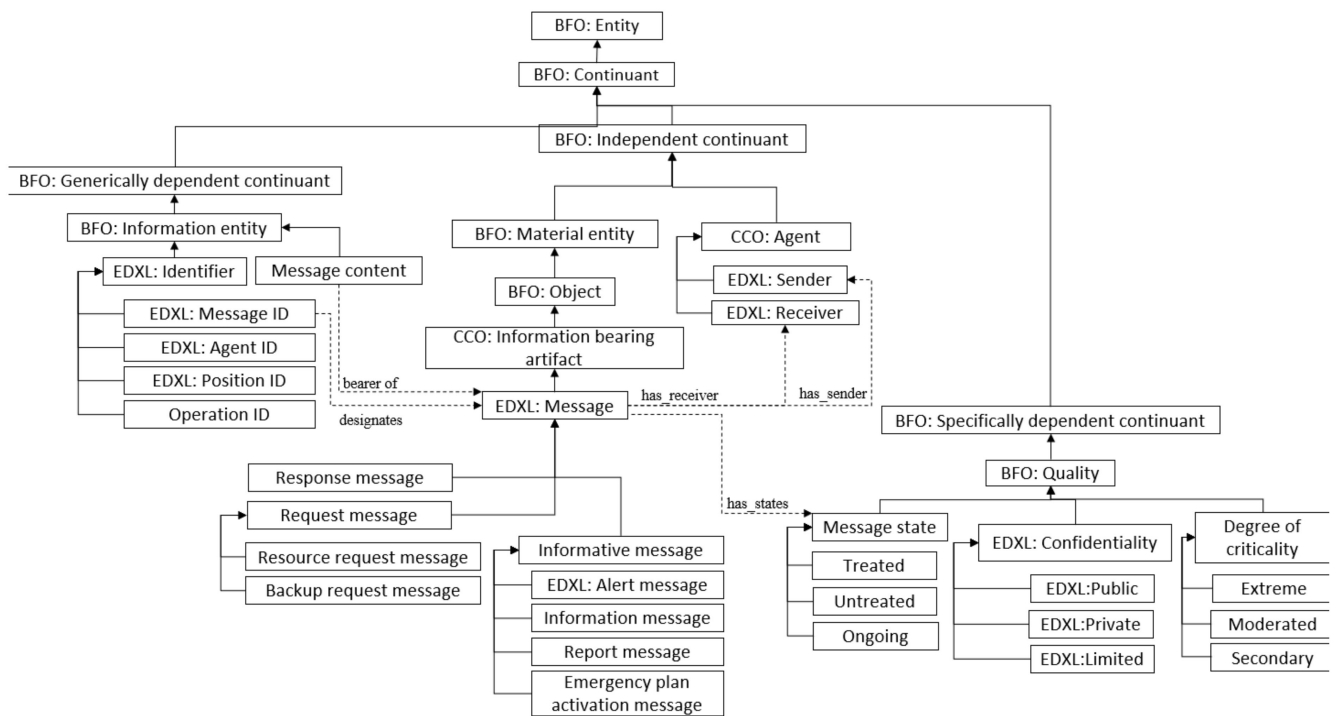 BFO: Entity
BFO: Continuant
BFO: Independent continuant
BFO: Generically dependent continuant
BFO: Information entity
BFO: Material entity
CCO: Agent
EDXL: Identifier
Message content
EDXL: Sender
BFO: Object
EDXL: Message ID
EDXL: Receiver
EDXL: Agent ID
CCO: Information bearing
artifact
EDXL: Position ID
bearer of
has_receiver
has_sender
EDXL: Message
Operation ID
designates
BFO: Specifically dependent continuant
BFO: Quality
Response message
has_states
Request message
Message state
EDXL: Confidentiality
Degree of
criticality
Resource request message
Informative message
Treated
Backup request message
EDXL: Alert message
EDXL:Public
Extreme
Untreated
Information message
EDXL:Private
Moderated
Ongoing
Report message
EDXL:Limited
Secondary
Emergency plan
activation message